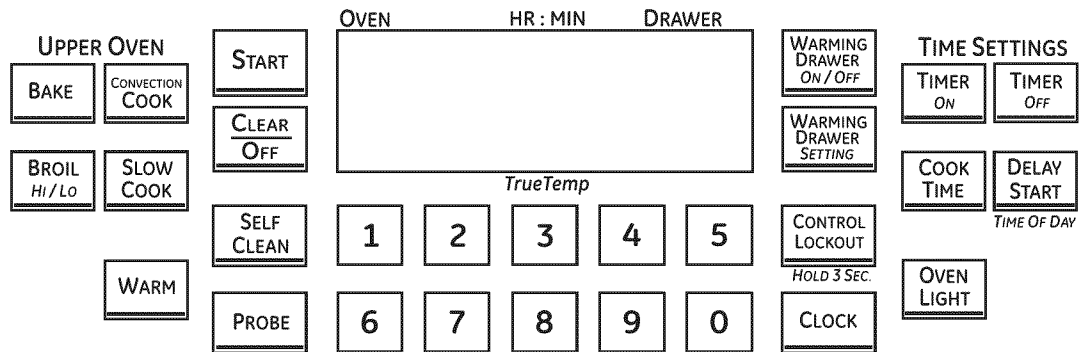 OVEN HR : MIN DRAWER
UPPER OVEN
BAKE
CONVECTION
COOK
BROIL
HI / LO
SLOW
COOK
WARM
START
CLEAR
OFF
SELF
CLEAN
PROBE
TrueTemp
1 2 3 4 5
6 7 8 9 0
WARMING
DRAWER
ON / OFF
WARMING
DRAWER
SETTING
CONTROL
LOCKOUT
HOLD 3 SEC.
CLOCK
TIME SETTINGS
TIMER
ON
TIMER
OFF
COOK
TIME
DELAY
START
TIME OF DAY
OVEN
LIGHT